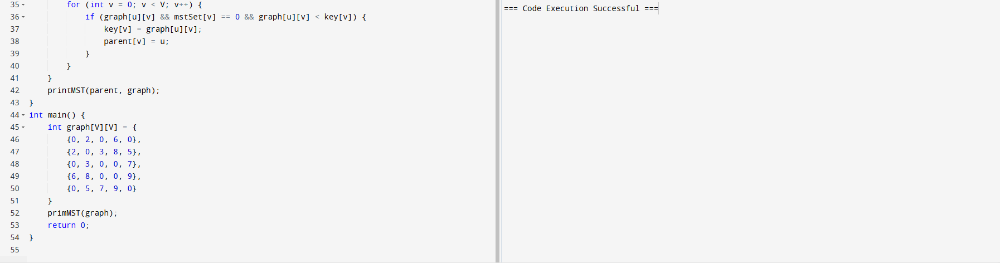 35 for (int v = 0; v < V; v++) {
36 if (graph[u][v] && mstSet[v] == 0 && graph[u][v] < key[v]) {
37 key[v] = graph[u][v];
38 parent[v] = u;
39 }
40 }
41 }
42 printMST(parent, graph);
43 }
44 int main() {
45 int graph[V][V] = {
46 {0, 2, 0, 6, 0},
47 {2, 0, 3, 8, 5},
48 {0, 3, 0, 0, 7},
49 {6, 8, 0, 0, 9},
50 {0, 5, 7, 9, 0}
51 }
52 primMST(graph);
53 return 0;
54 }
55
=== Code Execution Successful ===